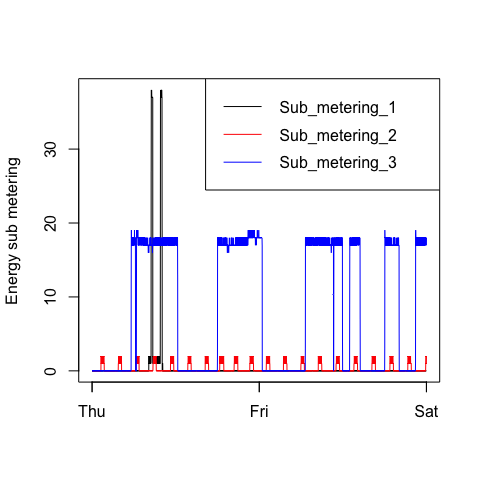 Sub_metering_1
Sub_metering_2
Sub_metering_3
Energy sub metering
30
20
10
0
Thu Fri Sat